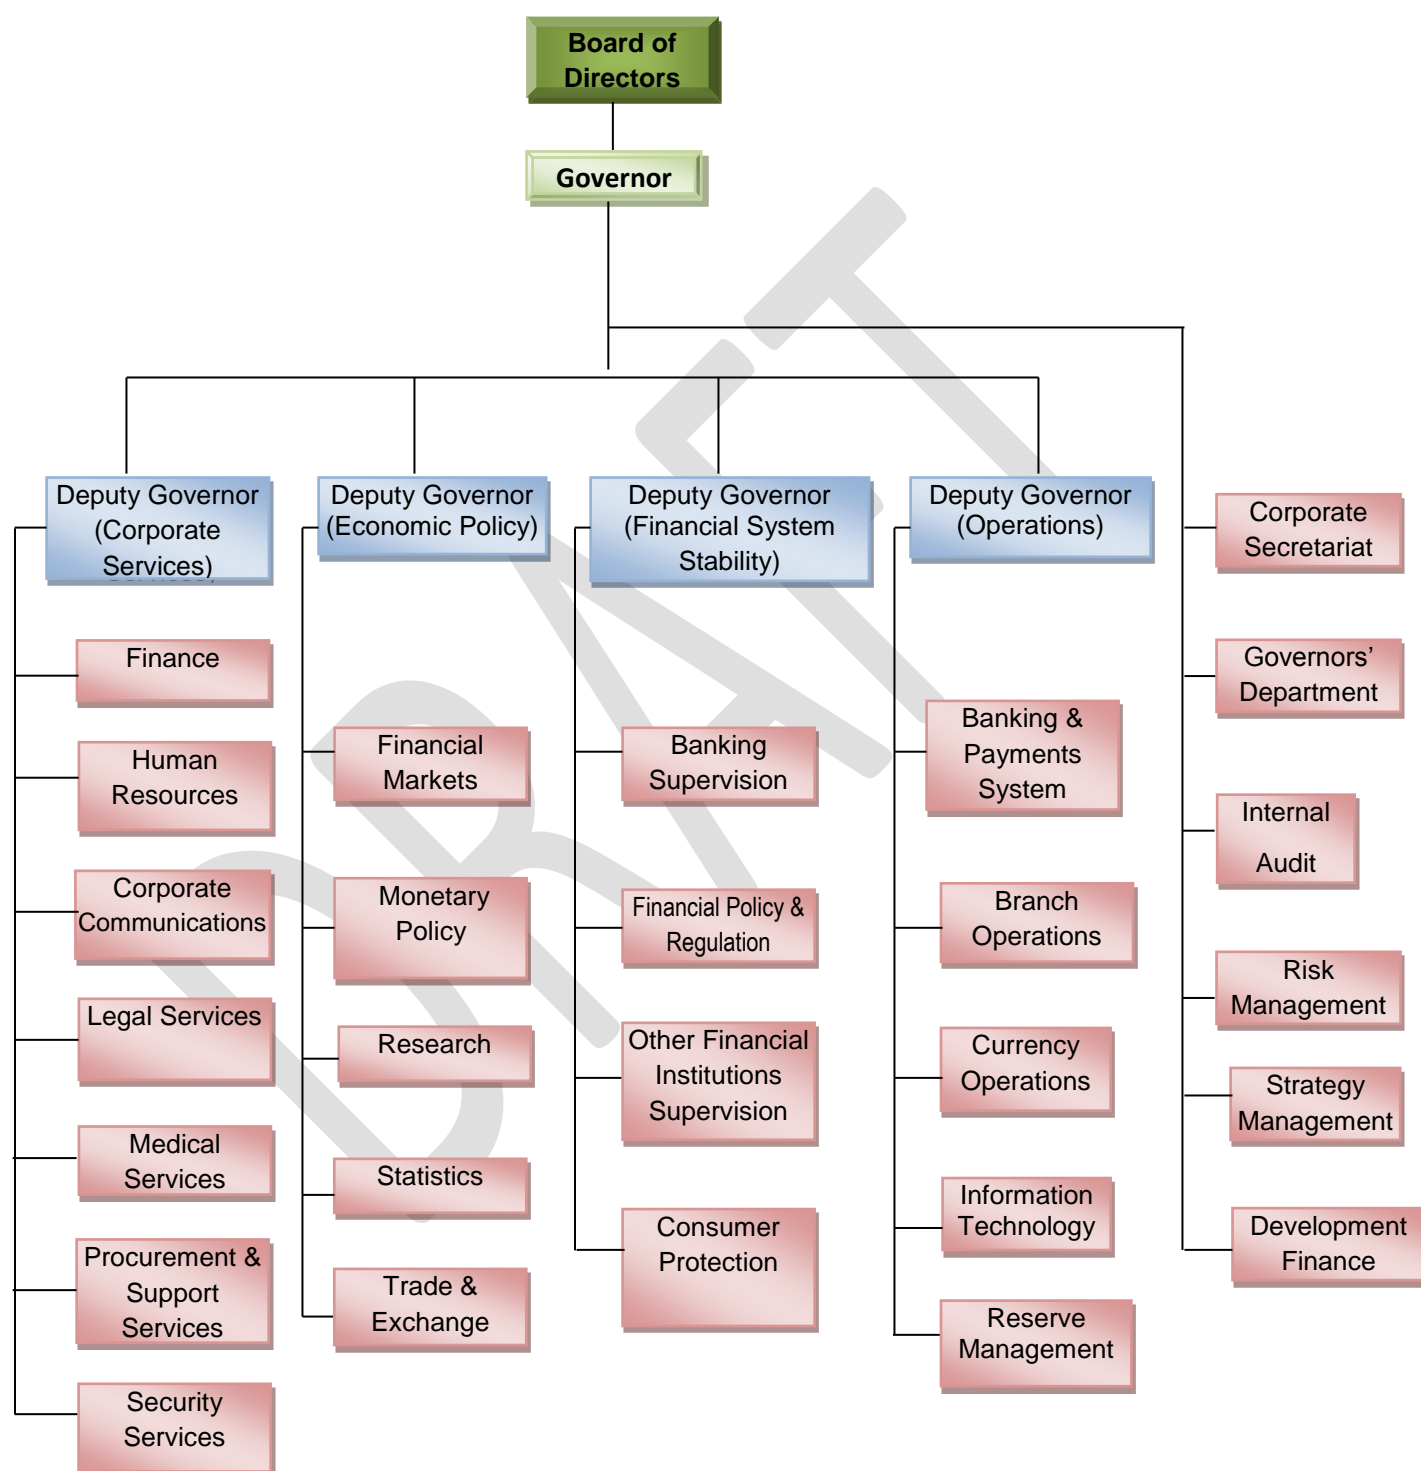 Board of
Directors
Governor
Deputy Governor
(Corporate
Services)
Finance
Human
Resources
Corporate
Communications
Legal Services
Medical
Services
Procurement &
Support
Services
Security
Services
Deputy Governor
(Economic Policy)
Financial
Markets
Monetary
Policy
Research
Statistics
Trade &
Exchange
Deputy Governor
(Financial System
Stability)
Banking
Supervision
Financial Policy &
Regulation
Other Financial
Institutions
Supervision
Consumer
Protection
Deputy Governor
(Operations)
Banking &
Payments
System
Branch
Operations
Currency
Operations
Information
Technology
Reserve
Management
Corporate
Secretariat
Governors’
Department
Internal
Audit
Risk
Management
Strategy
Management
Development
Finance
DRAFT